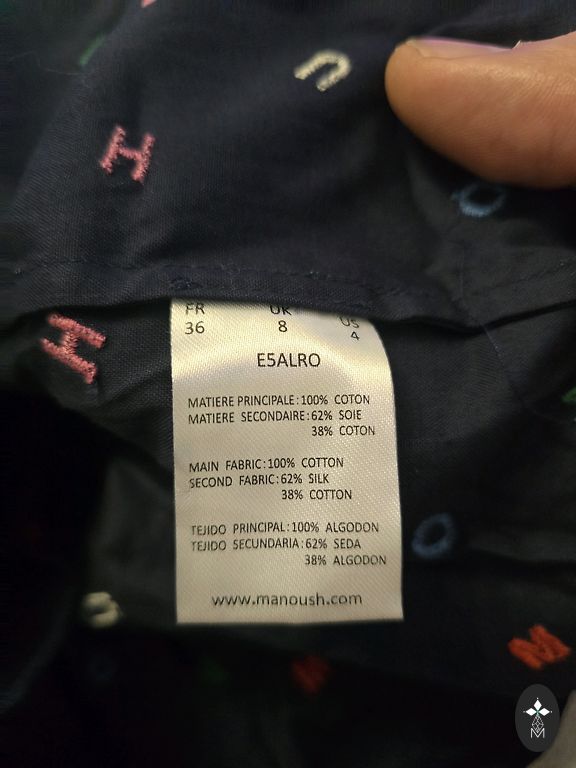 H
H
FR UK US
36 8 4
E5ALRO
MATIERE PRINCIPALE:100% COTON
MATIERE SECONDAIRE:62% SOIE
38% COTON
MAIN FABRIC:100% COTTON
SECOND FABRIC:62% SILK
38% COTTON
TEJIDO PRINCIPAL:100% ALGODON
TEJIDO SECUNDARIA:62% SEDA
38% ALGODON
www.manoush.com
O
M
M